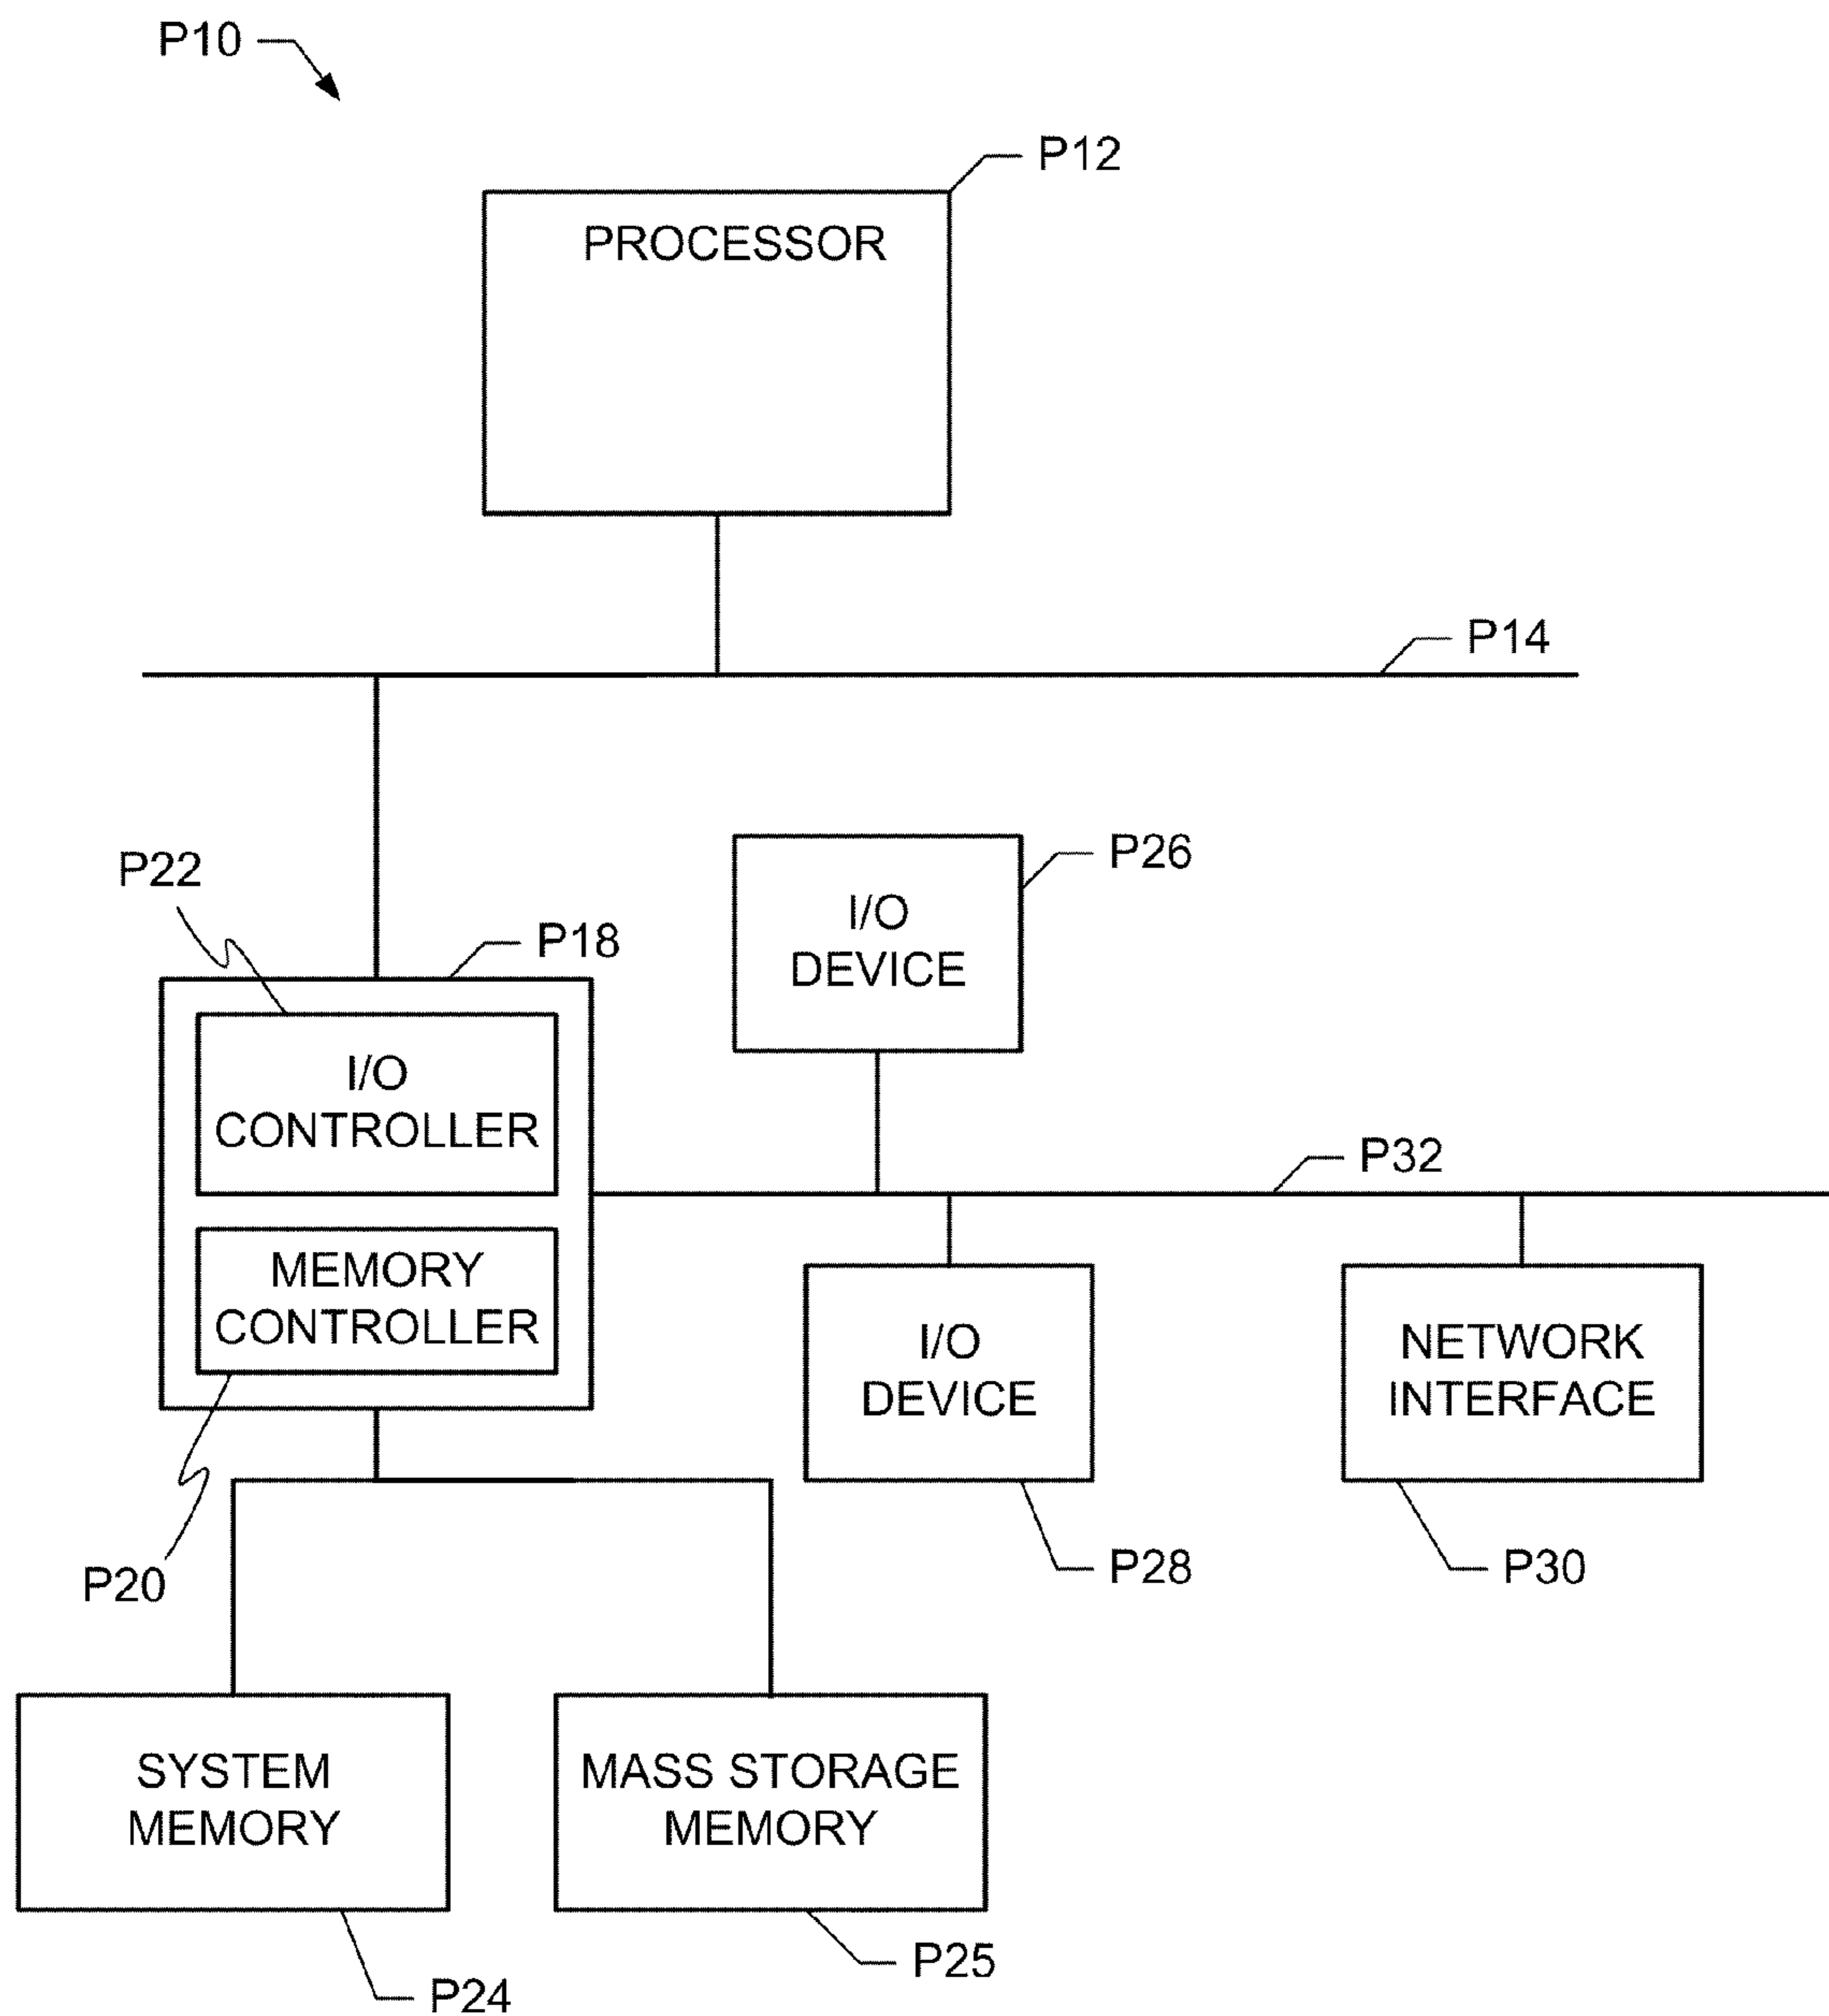 P10
P12
PROCESSOR
P14
P22
P18
P26
I/O
DEVICE
I/O
CONTROLLER
P32
MEMORY
CONTROLLER
I/O
DEVICE
NETWORK
INTERFACE
P20
P28
P30
SYSTEM
MEMORY
MASS STORAGE
MEMORY
P25
P24